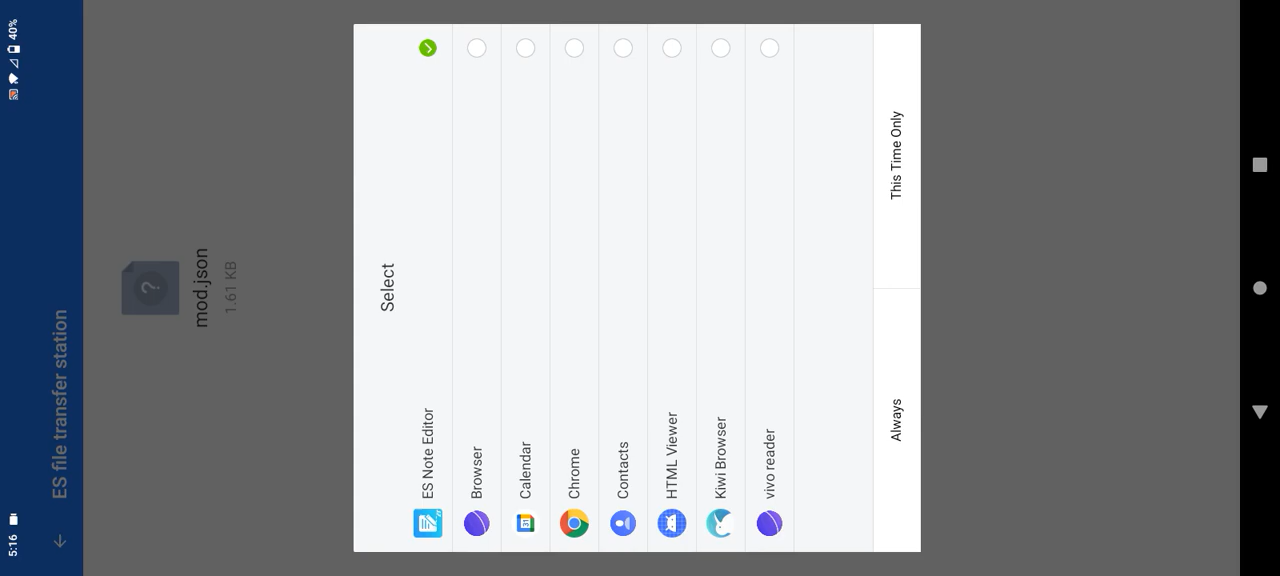 5:16
40%
ES file transfer station
mod.json
1.61 KB
Select
ES Note Editor
Browser
Calendar
31
Chrome
Contacts
HTML Viewer
Kiwi Browser
vivo reader
Always
This Time Only